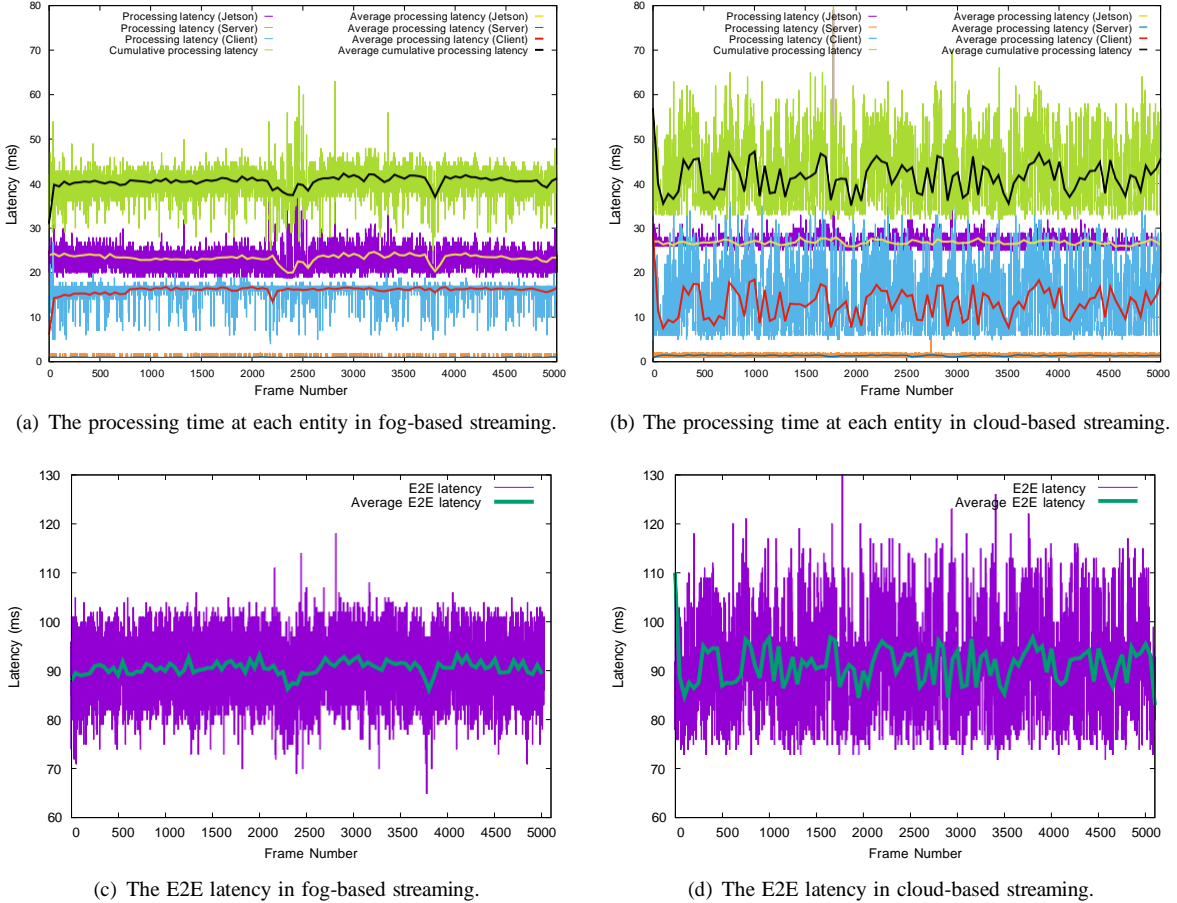 Processing latency (Jetson)
Processing latency (Server)
Processing latency (Client)
Cumulative processing latency
Average processing latency (Jetson)
Average processing latency (Server)
Average processing latency (Client)
Average cumulative processing latency
80
70
60
50
40
30
20
10
0
Latency (ms)
0 500 1000 1500 2000 2500 3000 3500 4000 4500 5000
Frame Number
(a) The processing time at each entity in fog-based streaming.
Processing latency (Jetson)
Processing latency (Server)
Processing latency (Client)
Cumulative processing latency
Average processing latency (Jetson)
Average processing latency (Server)
Average processing latency (Client)
Average cumulative processing latency
80
70
60
50
40
30
20
10
0
Latency (ms)
0 500 1000 1500 2000 2500 3000 3500 4000 4500 5000
Frame Number
(b) The processing time at each entity in cloud-based streaming.
E2E latency
Average E2E latency
130
120
110
100
90
80
70
60
Latency (ms)
0 500 1000 1500 2000 2500 3000 3500 4000 4500 5000
Frame Number
(c) The E2E latency in fog-based streaming.
E2E latency
Average E2E latency
130
120
110
100
90
80
70
60
Latency (ms)
0 500 1000 1500 2000 2500 3000 3500 4000 4500 5000
Frame Number
(d) The E2E latency in cloud-based streaming.